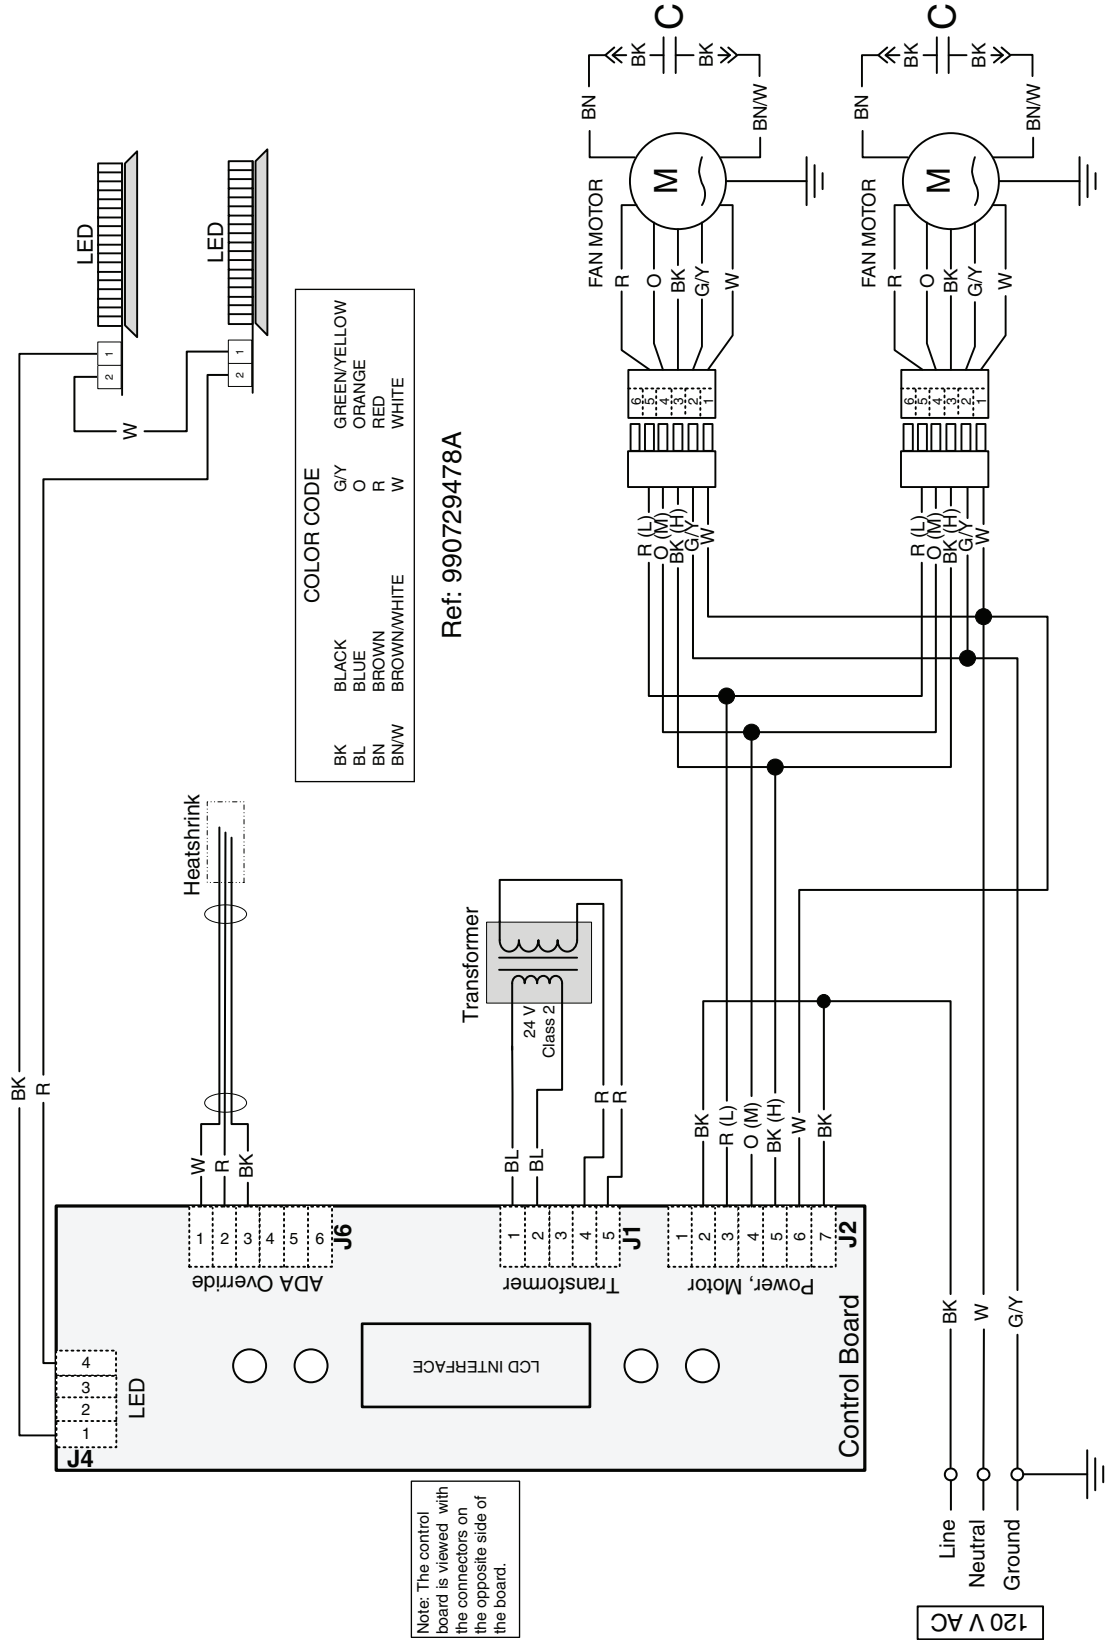 Note: The control
board is viewed with
the connectors on
the opposite side of
the board.
J4
1
2
3
4
LED
BK
R
LCD INTERFACE
Control Board
ADA Override
J6
1
2
3
4
5
6
W
R
BK
Heatshrink
Transformer
J1
1
2
3
4
5
BL
BL
R
R
24 V
Class 2
Transformer
Power, Motor
J2
1
2
3
4
5
6
7
BK
R (L)
O (M)
BK (H)
W
BK
120 V AC
Line
Neutral
Ground
BK
W
G/Y
LED
2
1
W
LED
2
1
COLOR CODE
BK BLACK G/Y GREEN/YELLOW
BL BLUE O ORANGE
BN BROWN R RED
BN/W BROWN/WHITE W WHITE
Ref: 990729478A
R (L)
O (M)
BK (H)
G/Y
W
6
5
4
3
2
1
FAN MOTOR
R
O
BK
G/Y
W
M
BN
BN/W
BK
BK
C
R (L)
O (M)
BK (H)
G/Y
W
6
5
4
3
2
1
FAN MOTOR
R
O
BK
G/Y
W
M
BN
BN/W
BK
BK
C